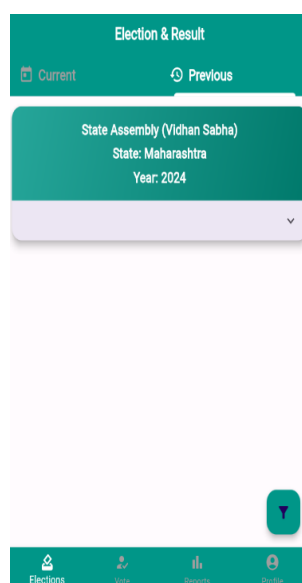 Election & Result
Current
Previous
State Assembly (Vidhan Sabha)
State: Maharashtra
Year: 2024
Elections
Vote
Reports
Profile